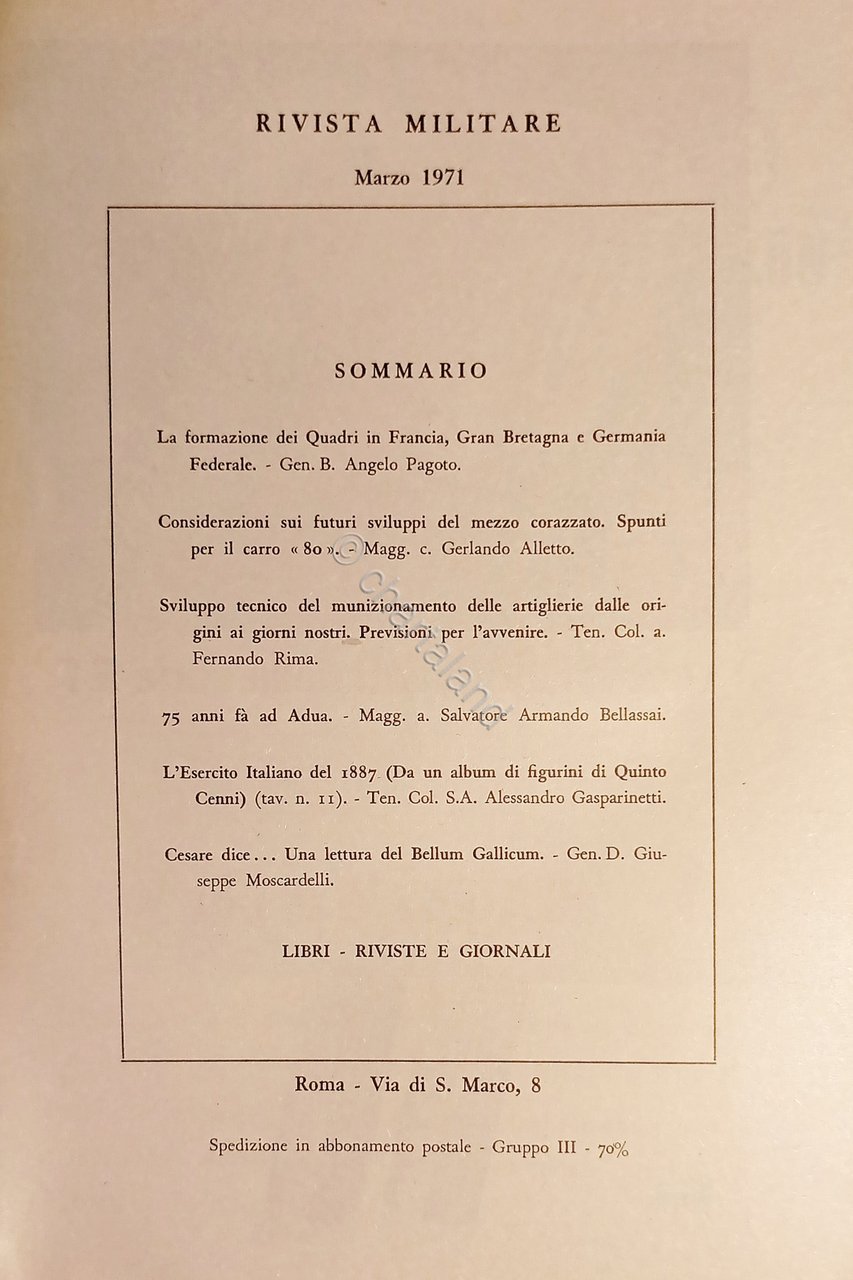 RIVISTA MILITARE
Marzo 1971
SOMMARIO
La formazione dei Quadri in Francia, Gran Bretagna e Germania
Federale. - Gen. B. Angelo Pagoto.
Considerazioni sui futuri sviluppi del mezzo corazzato. Spunti
per il carro « 80 ». - Magg. c. Gerlando Alletto.
Sviluppo tecnico del munizionamento delle artiglierie dalle ori-
gini ai giorni nostri. Previsioni per l'avvenire. - Ten. Col. a.
Fernando Rima.
75 anni fà ad Adua. - Magg. a. Salvatore Armando Bellassai.
L'Esercito Italiano del 1887 (Da un album di figurini di Quinto
Cenni) (tav. n. 11). - Ten. Col. S.A. Alessandro Gasparinetti.
Cesare dice... Una lettura del Bellum Gallicum. - Gen. D. Giu-
seppe Moscardelli.
LIBRI - RIVISTE E GIORNALI
Roma - Via di S. Marco, 8
Spedizione in abbonamento postale - Gruppo III - 70%
© chartaland